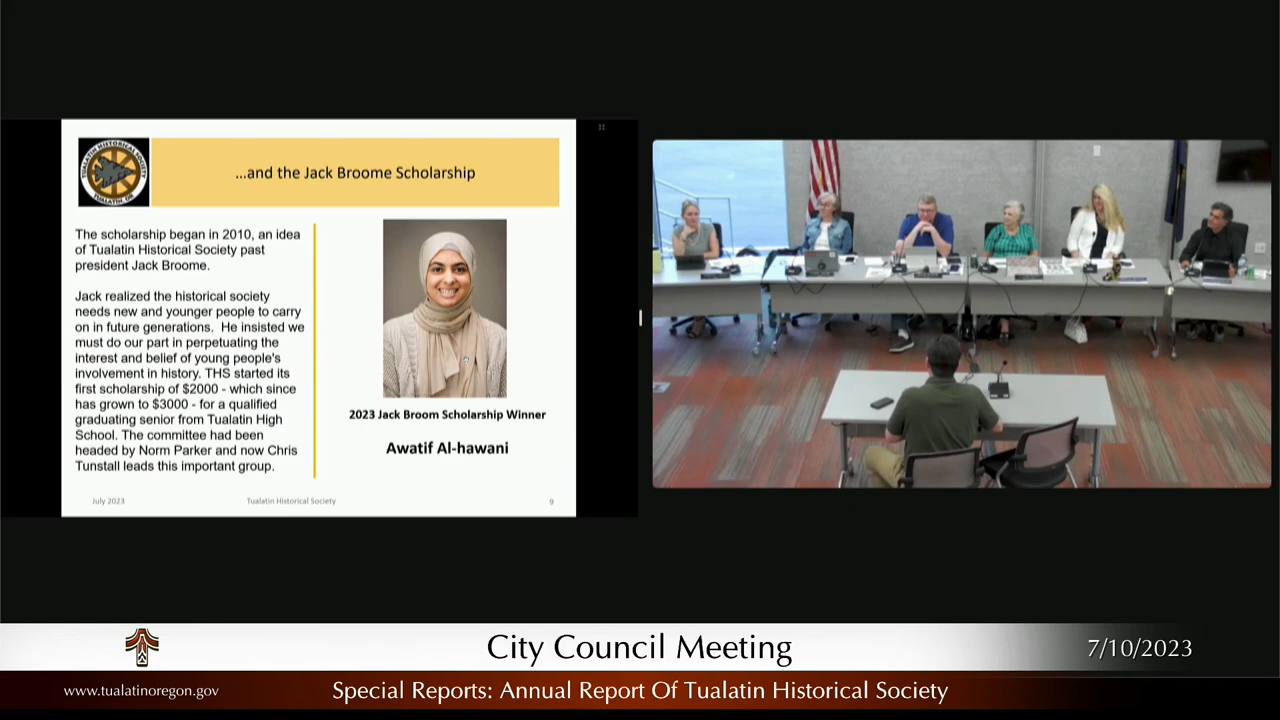 TUALATIN HISTORICAL SOCIETY
TUALATIN, OR
...and the Jack Broome Scholarship
The scholarship began in 2010, an idea
of Tualatin Historical Society past
president Jack Broome.
Jack realized the historical society
needs new and younger people to carry
on in future generations.  He insisted we
must do our part in perpetuating the
interest and belief of young people's
involvement in history. THS started its
first scholarship of $2000 - which since
has grown to $3000 - for a qualified
graduating senior from Tualatin High
School. The committee had been
headed by Norm Parker and now Chris
Tunstall leads this important group.
2023 Jack Broom Scholarship Winner
Awatif Al-hawani
July 2023
Tualatin Historical Society
9
City Council Meeting
7/10/2023
www.tualatinoregon.gov
Special Reports: Annual Report Of Tualatin Historical Society